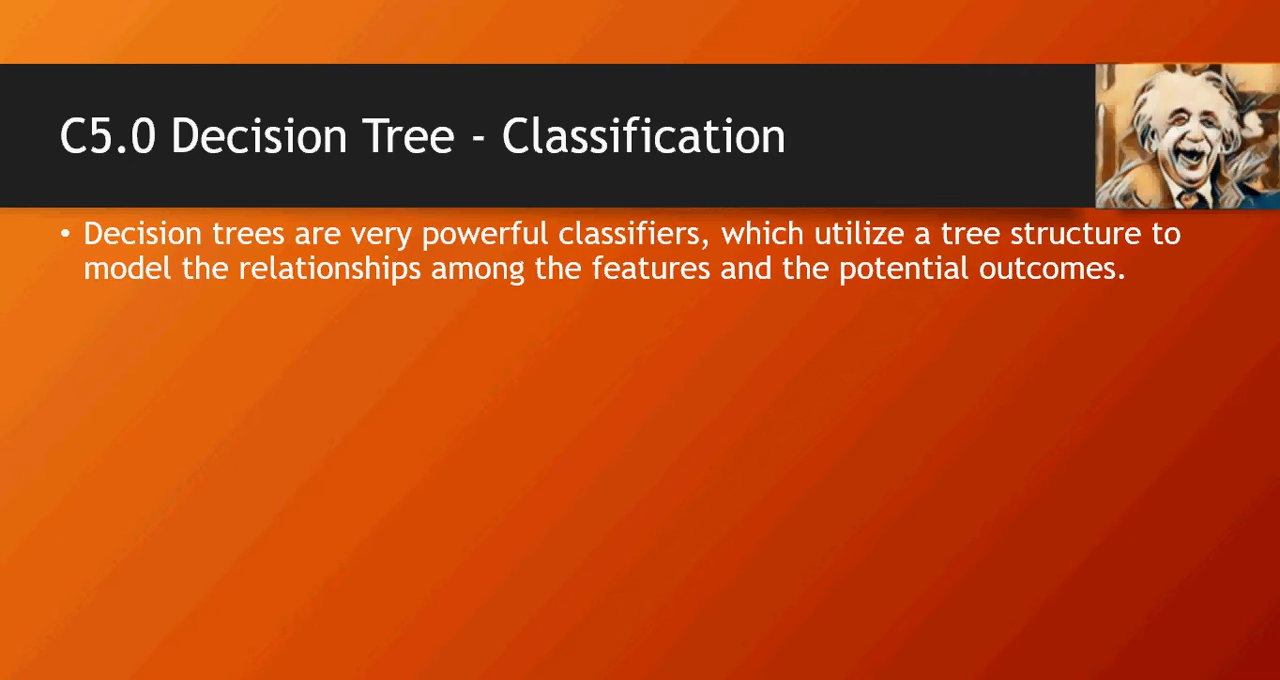 C5.0 Decision Tree - Classification
• Decision trees are very powerful classifiers, which utilize a tree structure to
model the relationships among the features and the potential outcomes.